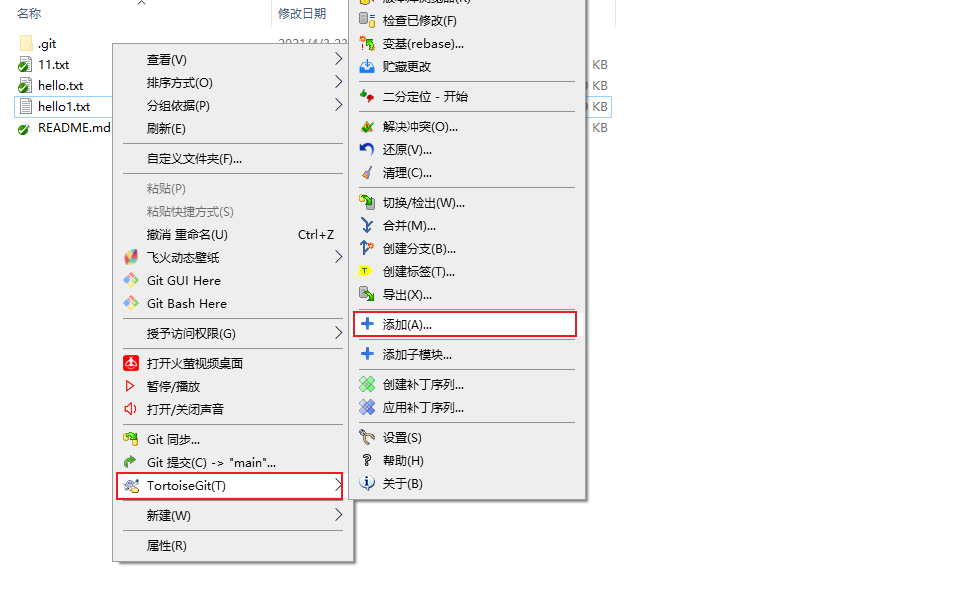 名称
修改日期
.git
11.txt
KB
hello.txt
KB
hello1.txt
KB
README.md
KB
查看(V)
排序方式(O)
分组依据(P)
刷新(E)
自定义文件夹(F)...
粘贴(P)
粘贴快捷方式(S)
撤消 重命名(U) Ctrl+Z
飞火动态壁纸
Git GUI Here
Git Bash Here
授予访问权限(G)
打开火萤视频桌面
暂停/播放
打开/关闭声音
Git 同步...
Git 提交(C) -> "main"...
TortoiseGit(T)
新建(W)
属性(R)
检查已修改(F)
变基(rebase)...
贮藏更改
二分定位 - 开始
解决冲突(O)...
还原(V)...
清理(C)...
切换/检出(W)...
合并(M)...
创建分支(B)...
创建标签(T)...
导出(X)...
添加(A)...
添加子模块...
创建补丁序列...
应用补丁序列...
设置(S)
帮助(H)
关于(B)